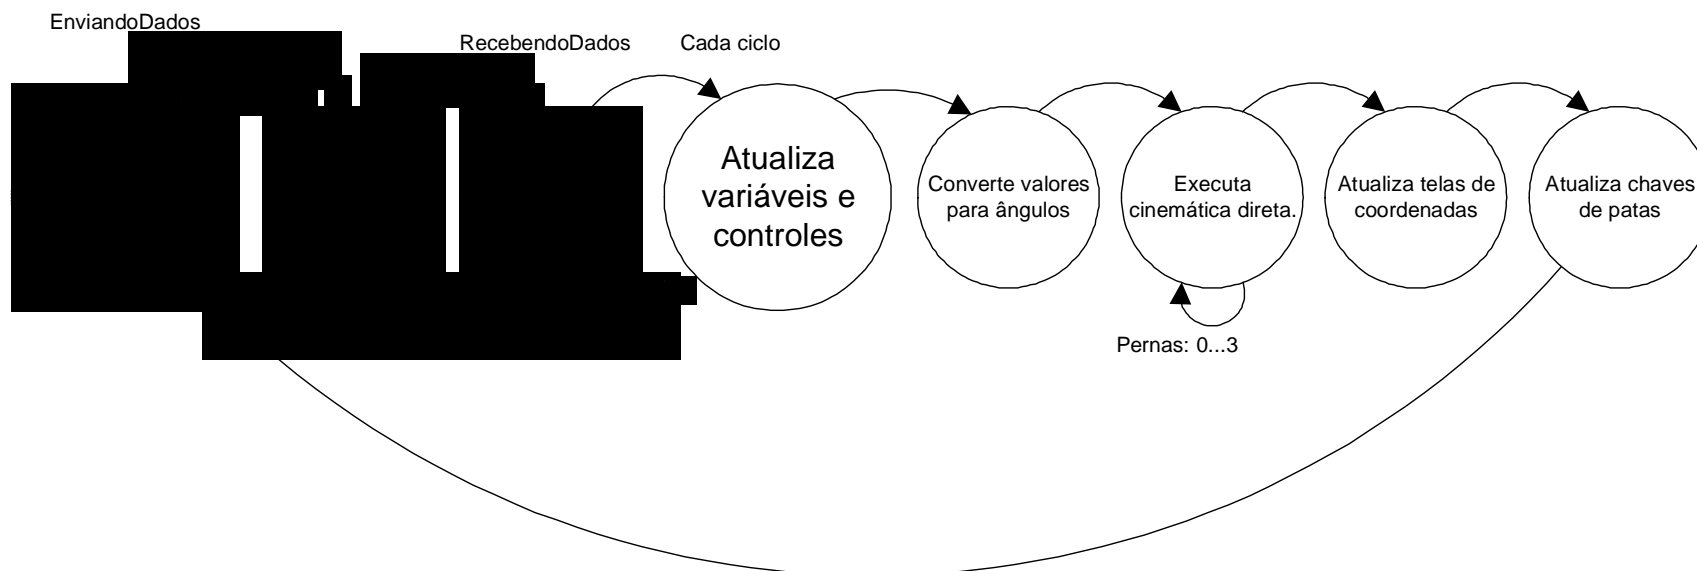 EnviandoDados
RecebendoDados
Cada ciclo
Atualiza
variáveis e
controles
Converte valores
para ângulos
Executa
cinemática direta.
Atualiza telas de
coordenadas
Atualiza chaves
de patas
Pernas: 0...3